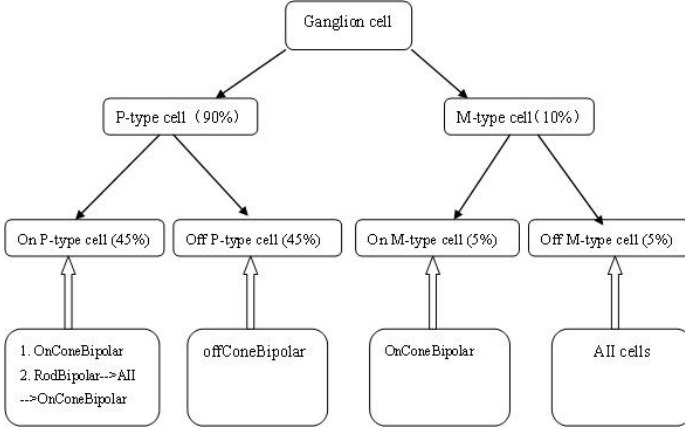 Ganglion cell
P-type cell (90%)
M-type cell(10%)
On P-type cell (45%)
Off P-type cell (45%)
On M-type cell (5%)
Off M-type cell (5%)
1. OnConeBipolar
2. RodBipolar-->AII
-->OnConeBipolar
offConeBipolar
OnConeBipolar
AII cells